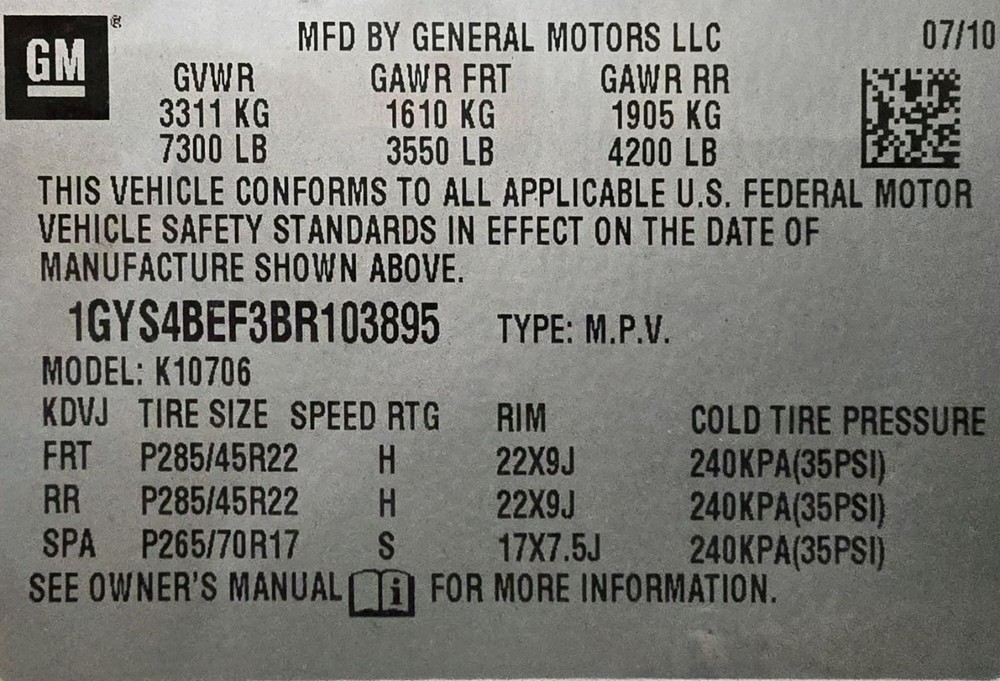 GM ®
MFD BY GENERAL MOTORS LLC 07/10
GVWR GAWR FRT GAWR RR
3311 KG 1610 KG 1905 KG
7300 LB 3550 LB 4200 LB
THIS VEHICLE CONFORMS TO ALL APPLICABLE U.S. FEDERAL MOTOR
VEHICLE SAFETY STANDARDS IN EFFECT ON THE DATE OF
MANUFACTURE SHOWN ABOVE.
1GYS4BEF3BR103895 TYPE: M.P.V.
MODEL: K10706
KDVJ TIRE SIZE SPEED RTG RIM COLD TIRE PRESSURE
FRT P285/45R22 H 22X9J 240KPA(35PSI)
RR P285/45R22 H 22X9J 240KPA(35PSI)
SPA P265/70R17 S 17X7.5J 240KPA(35PSI)
SEE OWNER'S MANUAL i FOR MORE INFORMATION.